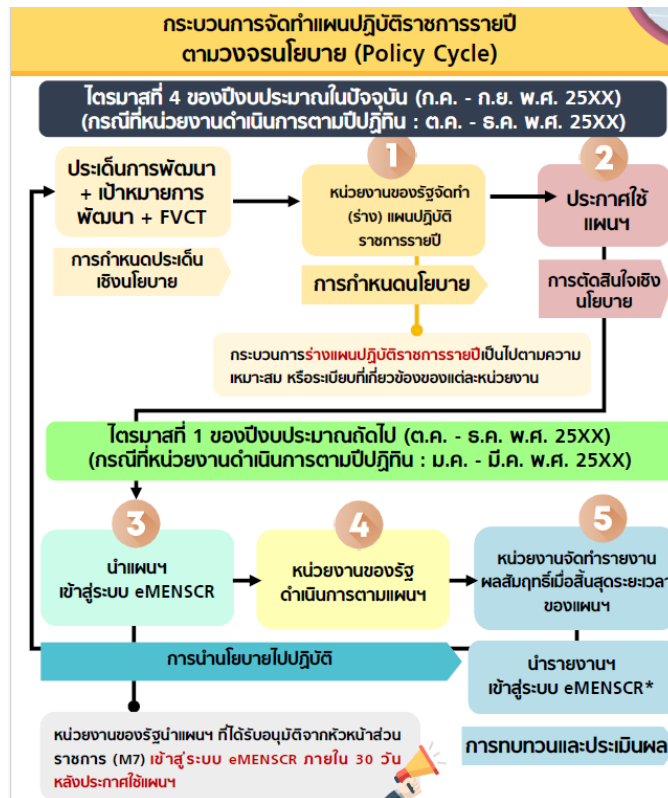 กระบวนการจัดทำแผนปฏิบัติราชการรายปี
ตามวงจรนโยบาย (Policy Cycle)
ไตรมาสที่ 4 ของปีงบประมาณในปัจจุบัน (ก.ค. - ก.ย. พ.ศ. 25XX)
(กรณีที่หน่วยงานดำเนินการตามปีปฏิทิน : ต.ค. - ธ.ค. พ.ศ. 25XX)
ประเด็นการพัฒนา
+ เป้าหมายการ
พัฒนา + FVCT
การกำหนดประเด็น
เชิงนโยบาย
1
หน่วยงานของรัฐจัดทำ
(ร่าง) แผนปฏิบัติ
ราชการรายปี
การกำหนดนโยบาย
2
ประกาศใช้
แผนฯ
การตัดสินใจเชิง
นโยบาย
กระบวนการร่างแผนปฏิบัติราชการรายปีเป็นไปตามความ
เหมาะสม หรือระเบียบที่เกี่ยวข้องของแต่ละหน่วยงาน
ไตรมาสที่ 1 ของปีงบประมาณถัดไป (ต.ค. - ธ.ค. พ.ศ. 25XX)
(กรณีที่หน่วยงานดำเนินการตามปีปฏิทิน : ม.ค. - มี.ค. พ.ศ. 25XX)
3
นำแผนฯ
เข้าสู่ระบบ eMENSCR
4
หน่วยงานของรัฐ
ดำเนินการตามแผนฯ
5
หน่วยงานจัดทำรายงาน
ผลสัมฤทธิ์เมื่อสิ้นสุดระยะเวลา
ของแผนฯ
การนำนโยบายไปปฏิบัติ
นำรายงานฯ
เข้าสู่ระบบ eMENSCR*
การทบทวนและประเมินผล
หน่วยงานของรัฐนำแผนฯ ที่ได้รับอนุมัติจากหัวหน้าส่วน
ราชการ (M7) เข้าสู่ระบบ eMENSCR ภายใน 30 วัน
หลังประกาศใช้แผนฯ